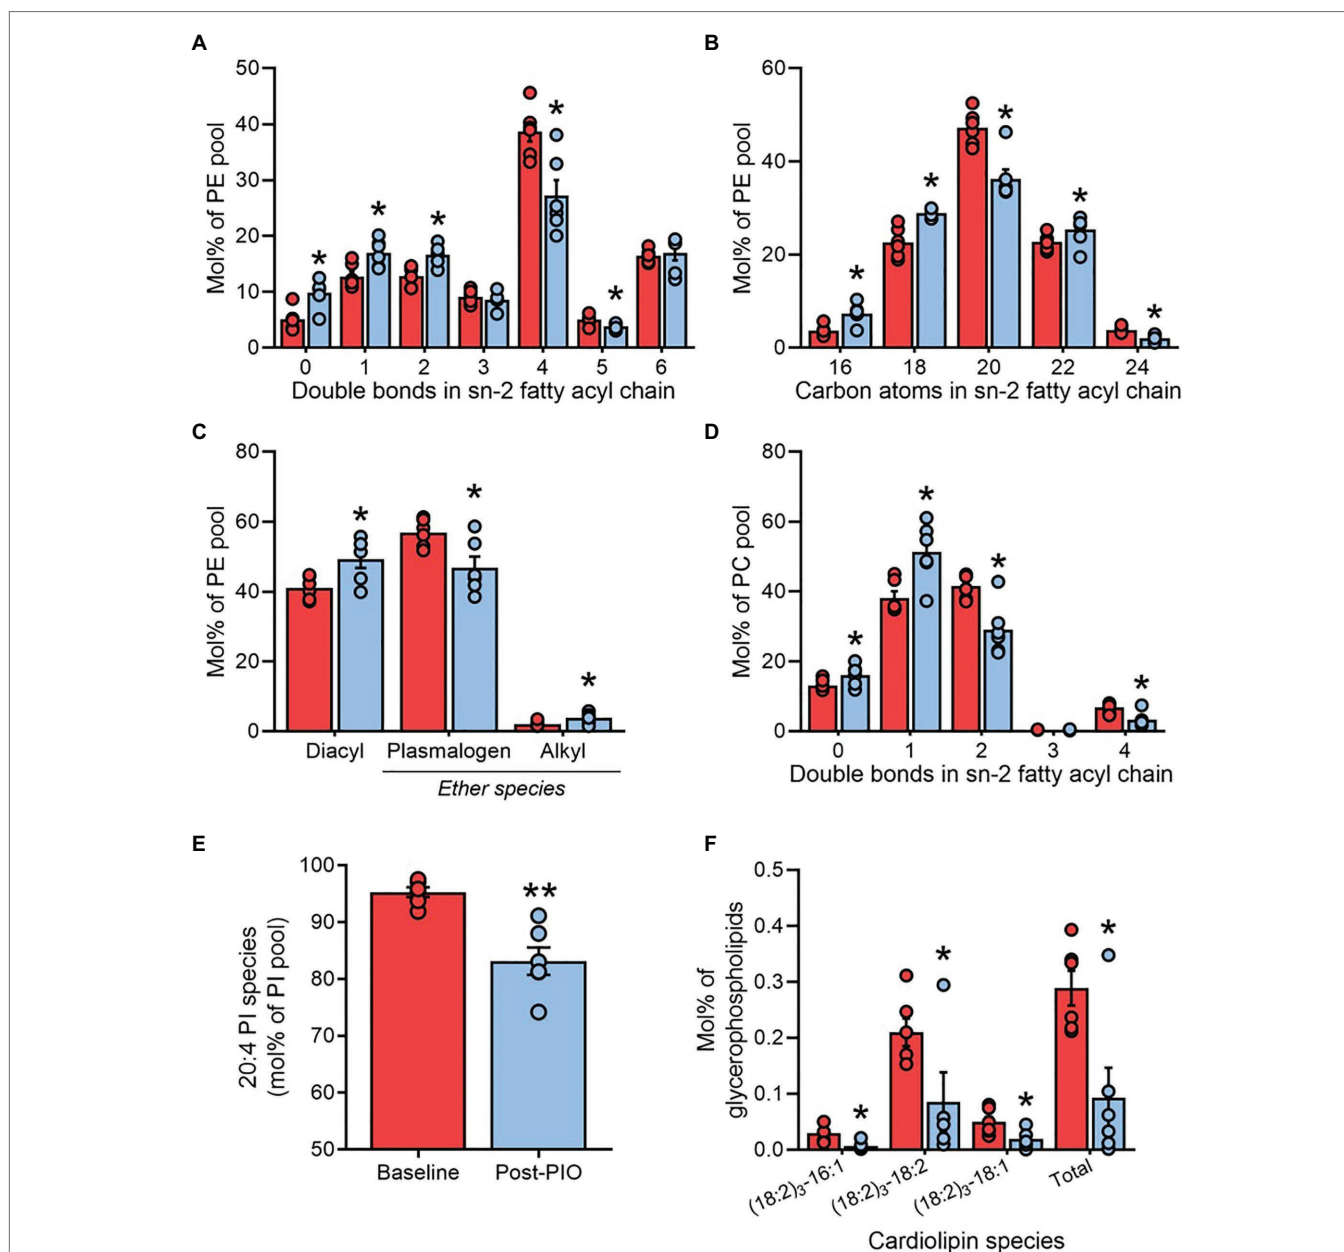 A
50
40
30
20
10
0
Mol% of PE pool
* * * * *
0 1 2 3 4 5 6
Double bonds in sn-2 fatty acyl chain
B
60
40
20
0
Mol% of PE pool
* * * * *
16 18 20 22 24
Carbon atoms in sn-2 fatty acyl chain
C
80
60
40
20
0
Mol% of PE pool
* * *
Diacyl Plasmalogen Alkyl
Ether species
D
80
60
40
20
0
Mol% of PC pool
* * * *
0 1 2 3 4
Double bonds in sn-2 fatty acyl chain
E
100
90
80
70
60
50
20:4 PI species
(mol% of PI pool)
**
Baseline Post-PIO
F
0.5
0.4
0.3
0.2
0.1
0.0
Mol% of
glycerophospholipids
* * * *
(18:2)₃-16:1 (18:2)₃-18:2 (18:2)₃-18:1 Total
Cardiolipin species